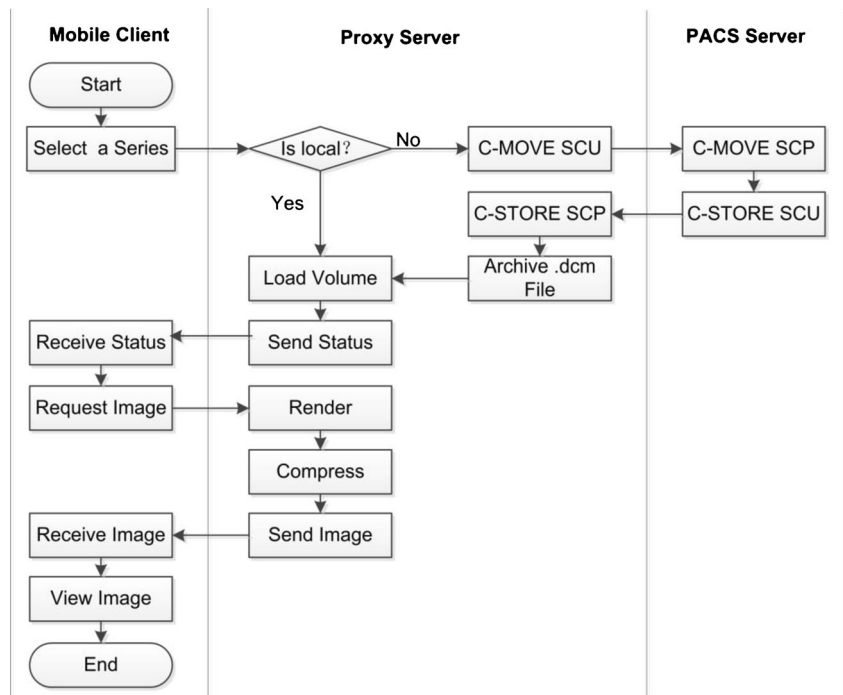 Mobile Client
Proxy Server
PACS Server
Start
Select a Series
Is local?
No
C-MOVE SCU
C-MOVE SCP
Yes
C-STORE SCP
C-STORE SCU
Load Volume
Archive .dcm
File
Receive Status
Send Status
Request Image
Render
Compress
Receive Image
Send Image
View Image
End